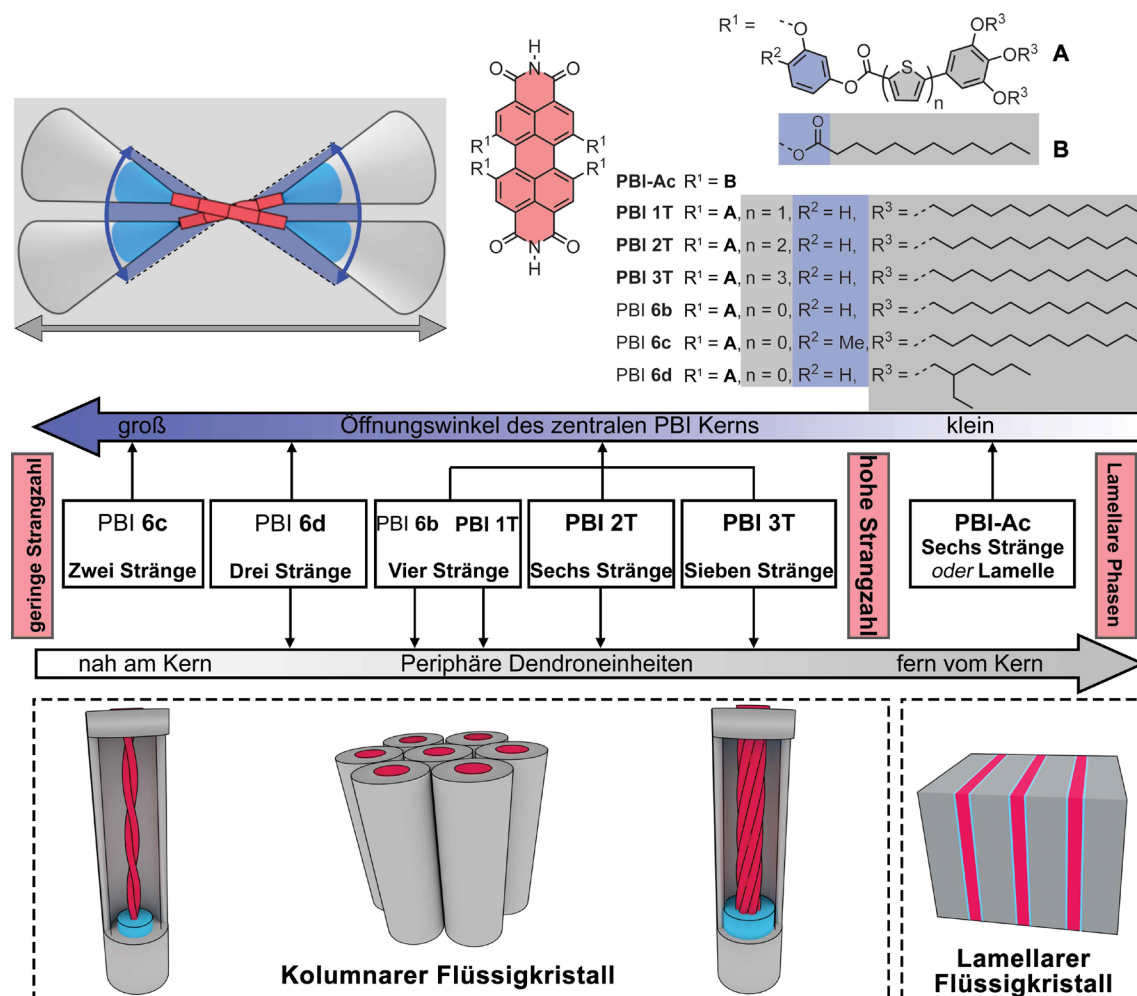 H
N
O O
R¹ R¹
R¹ R¹
O O
N
H
R¹ =
O
R²
O
O
S
n
OR³
OR³
OR³
A
O
O
B
PBI-Ac R¹ = B
PBI 1T R¹ = A, n = 1, R² = H, R³ =
PBI 2T R¹ = A, n = 2, R² = H, R³ =
PBI 3T R¹ = A, n = 3, R² = H, R³ =
PBI 6b R¹ = A, n = 0, R² = H, R³ =
PBI 6c R¹ = A, n = 0, R² = Me, R³ =
PBI 6d R¹ = A, n = 0, R² = H, R³ =
groß Öffnungswinkel des zentralen PBI Kerns klein
geringe Strangzahl
PBI 6c
Zwei Stränge
PBI 6d
Drei Stränge
PBI 6b PBI 1T
Vier Stränge
PBI 2T
Sechs Stränge
PBI 3T
Sieben Stränge
hohe Strangzahl
PBI-Ac
Sechs Stränge
oder Lamelle
Lamellare Phasen
nah am Kern Periphäre Dendroneinheiten fern vom Kern
Kolumnarer Flüssigkristall
Lamellarer
Flüssigkristall